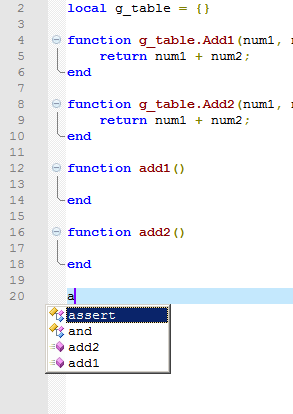 2 local g_table = {}
3
4 function g_table.Add1(num1,
5 return num1 + num2;
6 end
7
8 function g_table.Add2(num1,
9 return num1 + num2;
10 end
11
12 function add1()
13
14 end
15
16 function add2()
17
18 end
19
20 a
assert
and
add2
add1